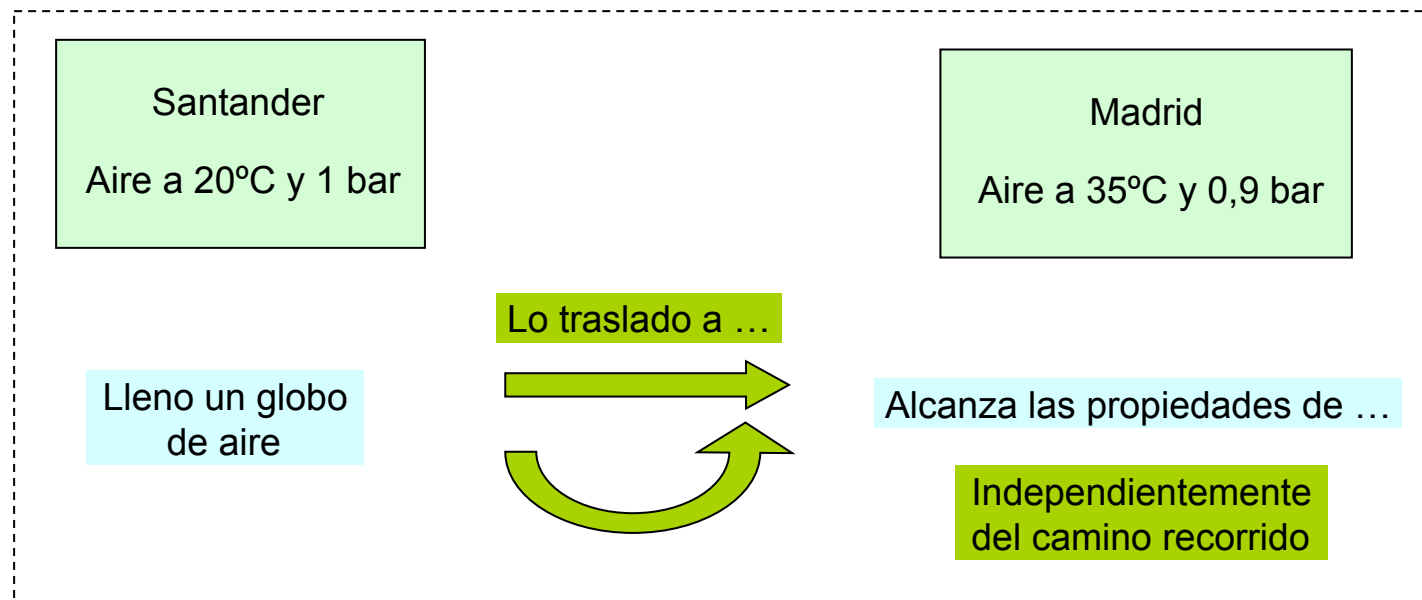 Santander
Aire a 20ºC y 1 bar
Madrid
Aire a 35ºC y 0,9 bar
Lo traslado a …
Lleno un globo
de aire
Alcanza las propiedades de …
Independientemente
del camino recorrido